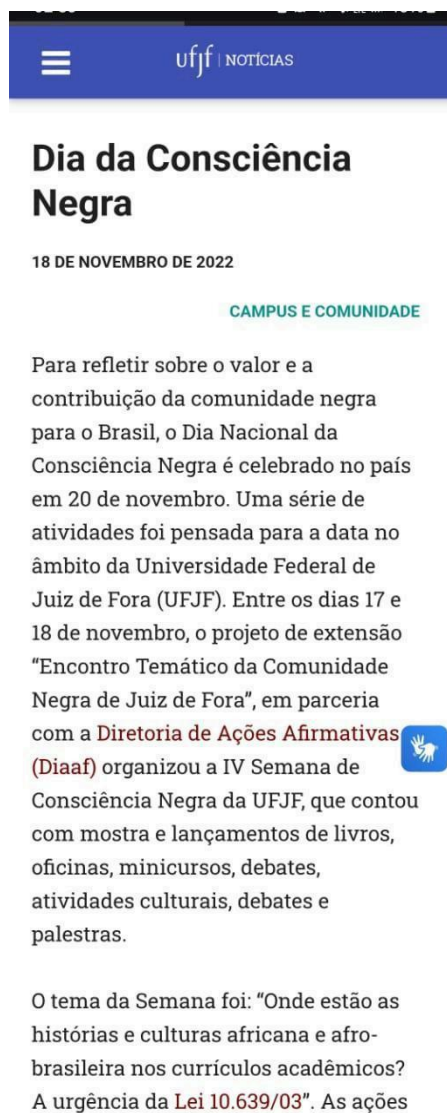 ufjf | NOTÍCIAS
Dia da Consciência
Negra
18 DE NOVEMBRO DE 2022
CAMPUS E COMUNIDADE
Para refletir sobre o valor e a
contribuição da comunidade negra
para o Brasil, o Dia Nacional da
Consciência Negra é celebrado no país
em 20 de novembro. Uma série de
atividades foi pensada para a data no
âmbito da Universidade Federal de
Juiz de Fora (UFJF). Entre os dias 17 e
18 de novembro, o projeto de extensão
“Encontro Temático da Comunidade
Negra de Juiz de Fora”, em parceria
com a Diretoria de Ações Afirmativas
(Diaaf) organizou a IV Semana de
Consciência Negra da UFJF, que contou
com mostra e lançamentos de livros,
oficinas, minicursos, debates,
atividades culturais, debates e
palestras.
O tema da Semana foi: “Onde estão as
histórias e culturas africana e afro-
brasileira nos currículos acadêmicos?
A urgência da Lei 10.639/03”. As ações